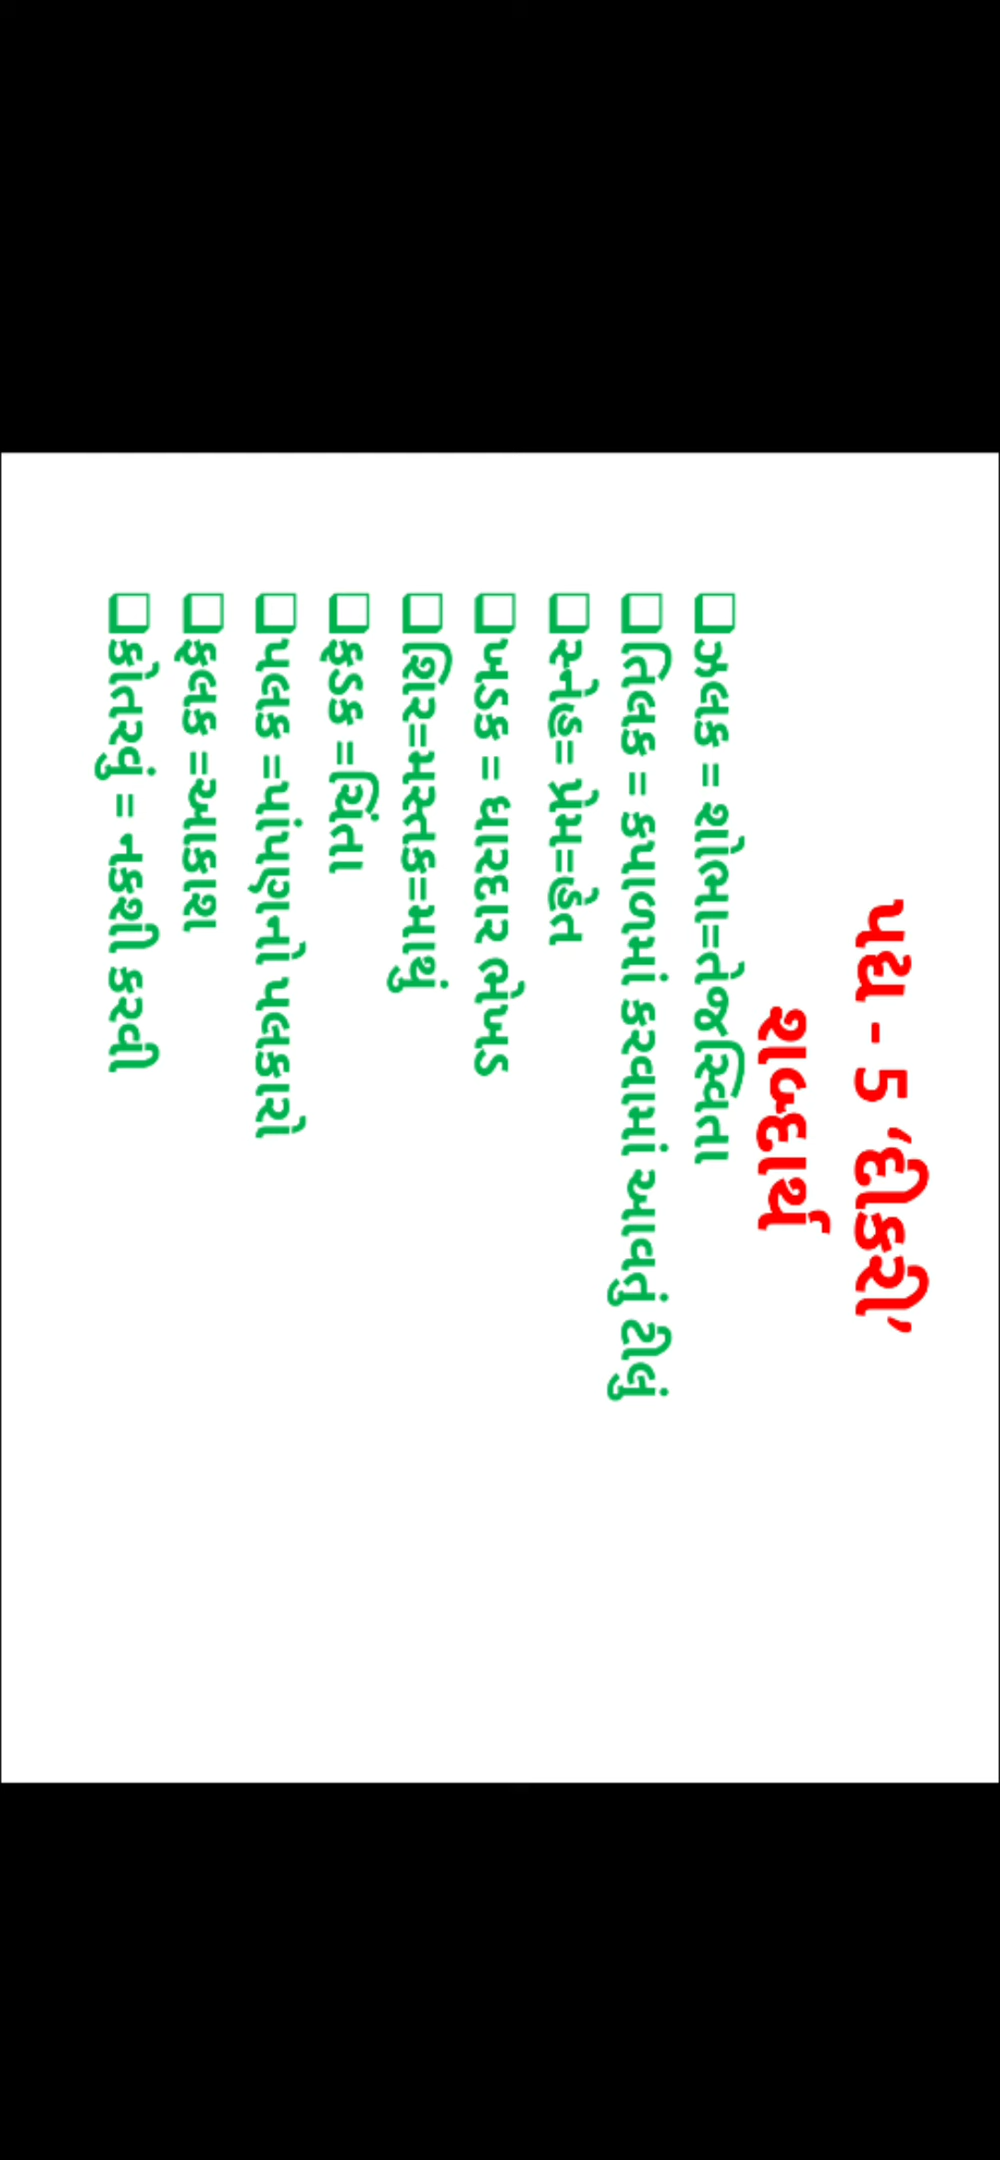 પદ્ય - 5 ‘દીકરી’
શબ્દાર્થ
❑ઝલક = શોભા=તેજસ્વિતા
❑તિલક = કપાળમાં કરવામાં આવતું ટીલું
❑સ્નેહ= પ્રેમ=હેત
❑ખડક = ધારદાર ભેખડ
❑શિર=મસ્તક=માથું
❑ફડક =ચિંતા
❑પલક =પાંપણનો પલકારો
❑ફલક =આકાશ
❑કોતરવું = નકશી કરવી